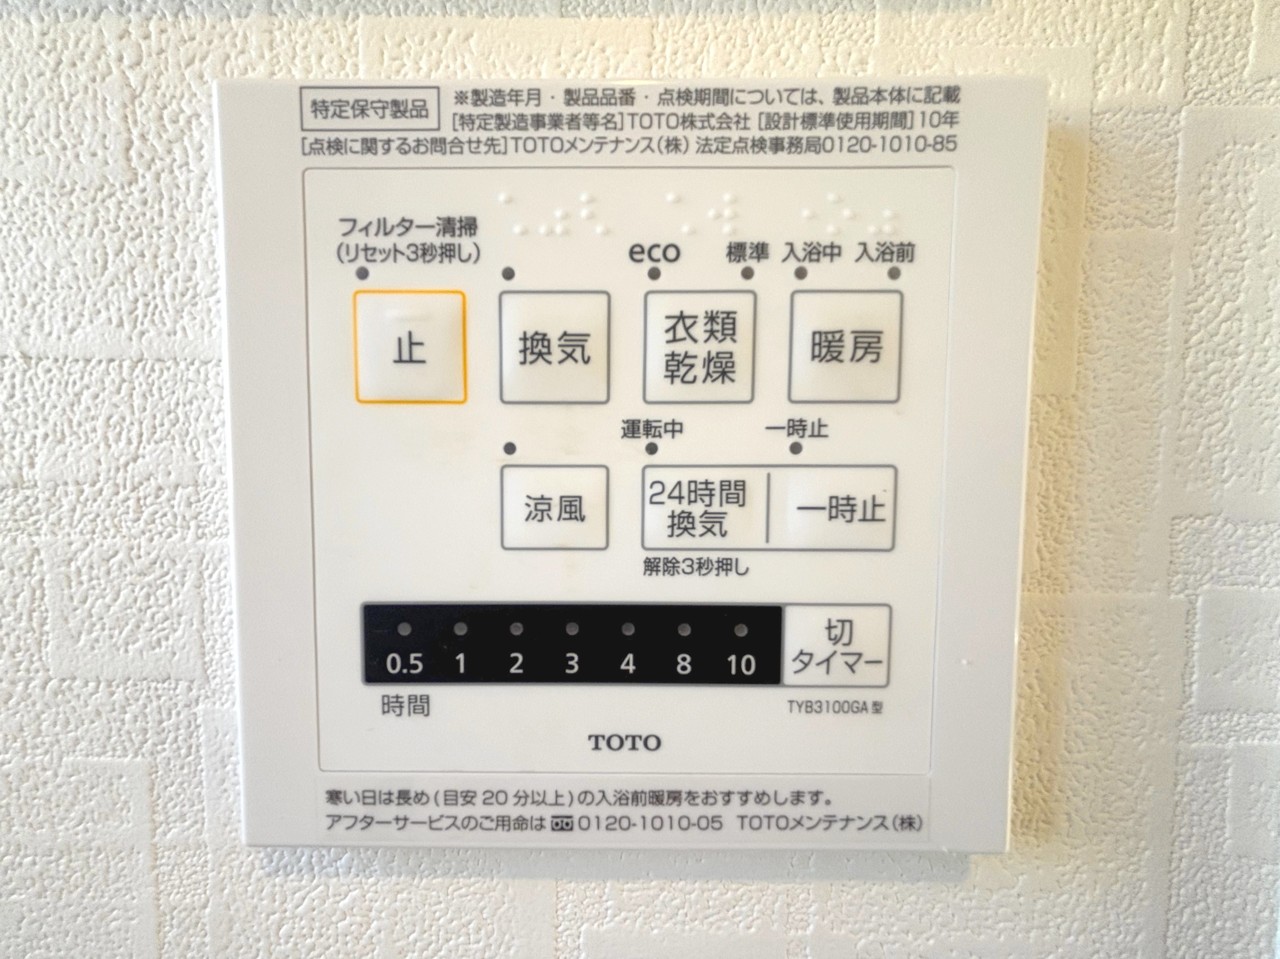 特定保守製品
※製造年月・製品品番・点検期間については、製品本体に記載
[特定製造事業者等名]TOTO株式会社 [設計標準使用期間]10年
[点検に関するお問合せ先]TOTOメンテナンス(株) 法定点検事務局0120-1010-85
フィルター清掃
(リセット3秒押し)
eco 標準 入浴中 入浴前
止 換気 衣類 暖房
乾燥
運転中 一時止
涼風 24時間 一時止
換気
解除3秒押し
0.5 1 2 3 4 8 10 切
タイマー
時間
TYB3100GA型
TOTO
寒い日は長め(目安20分以上)の入浴前暖房をおすすめします。
アフターサービスのご用命は 0120-1010-05 TOTOメンテナンス(株)